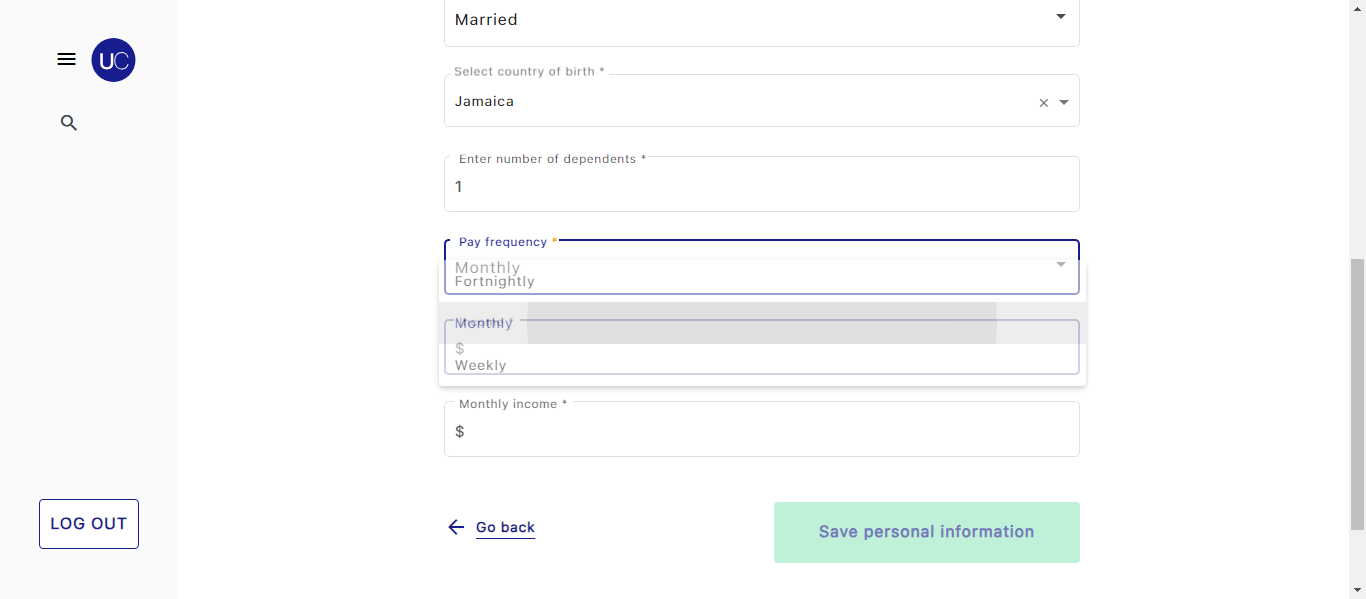 Married
UC
Select country of birth *
Jamaica
Enter number of dependents *
1
Pay frequency *
Monthly
Fortnightly
Income *
Monthly
$
Weekly
Monthly income *
$
LOG OUT
Go back
Save personal information